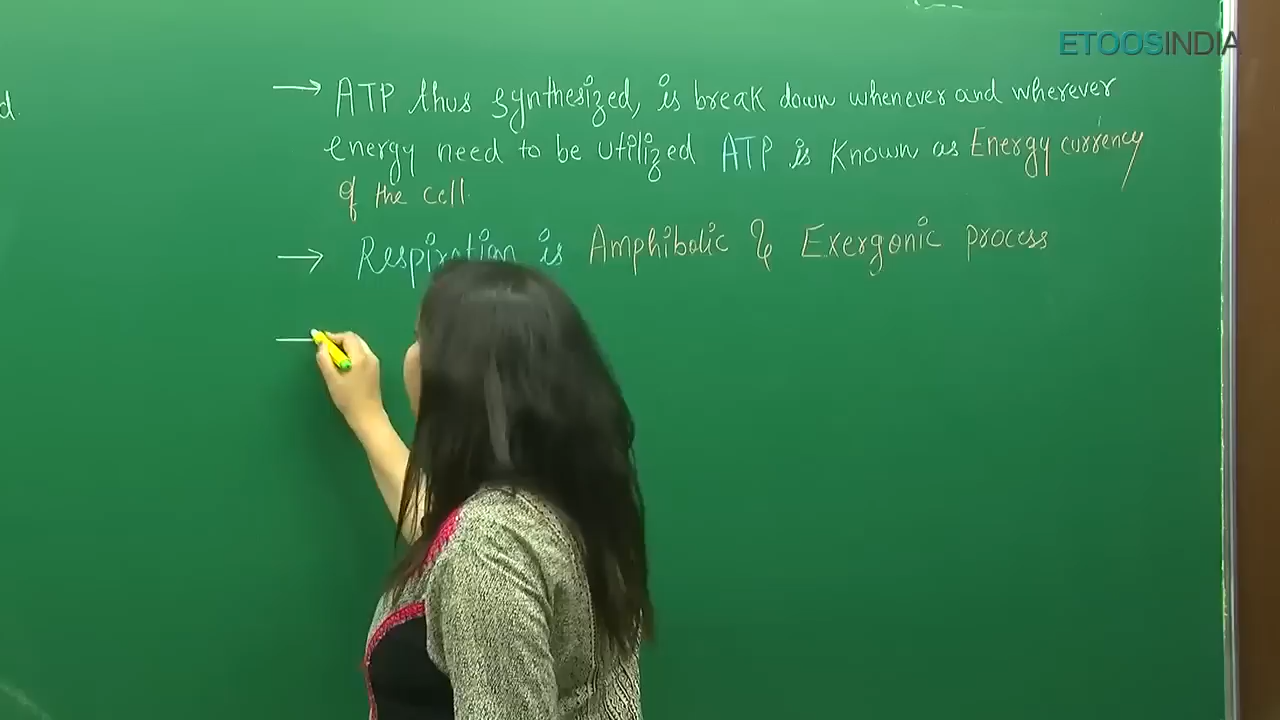 ETOOSINDIA
d
→ ATP thus synthesized, is break down whenever and wherever
energy need to be utilized ATP is known as Energy currency
of the cell.
→ Respiration is Amphibolic & Exergonic process